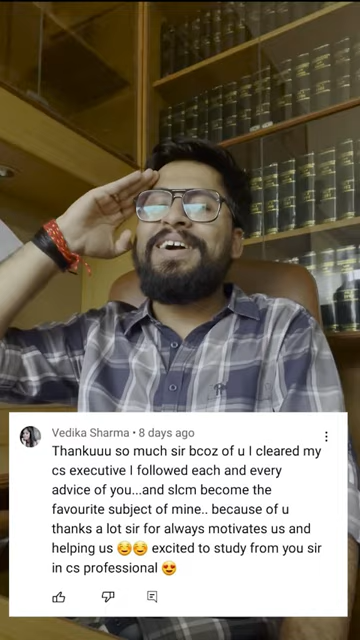 Vedika Sharma • 8 days ago
Thankuuu so much sir bcoz of u I cleared my
cs executive I followed each and every
advice of you...and slcm become the
favourite subject of mine.. because of u
thanks a lot sir for always motivates us and
helping us ☺️☺️ excited to study from you sir
in cs professional 😍